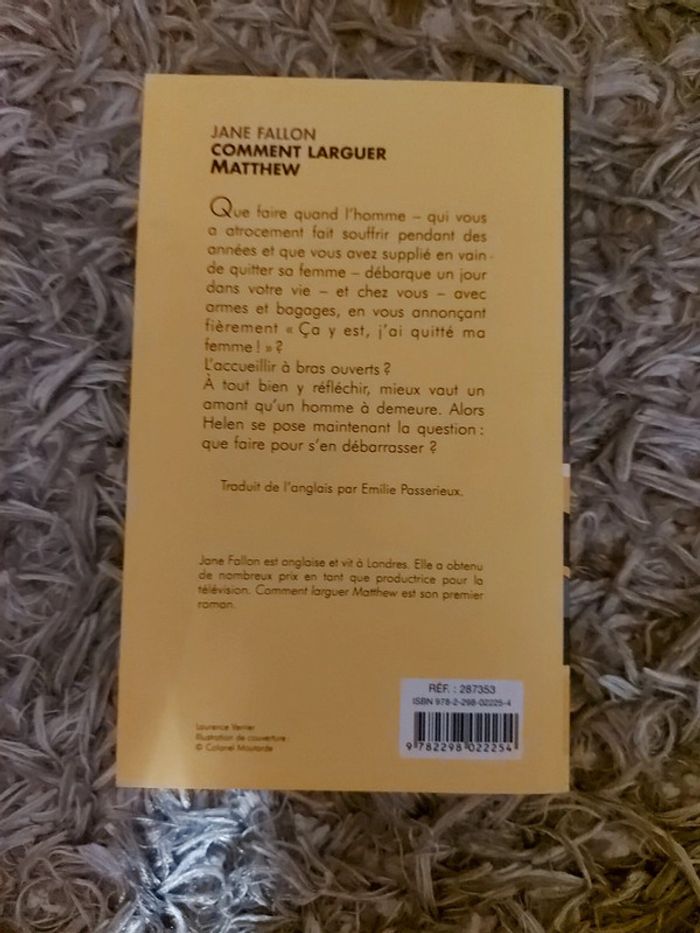 JANE FALLON
COMMENT LARGUER
MATTHEW
Que faire quand l'homme – qui vous
a atrocement fait souffrir pendant des
années et que vous avez supplié en vain
de quitter sa femme – débarque un jour
dans votre vie – et chez vous – avec
armes et bagages, en vous annonçant
fièrement « Ça y est, j'ai quitté ma
femme ! » ?
L'accueillir à bras ouverts ?
À tout bien y réfléchir, mieux vaut un
amant qu'un homme à demeure. Alors
Helen se pose maintenant la question :
que faire pour s'en débarrasser ?
Traduit de l'anglais par Emilie Passerieux.
Jane Fallon est anglaise et vit à Londres. Elle a obtenu
de nombreux prix en tant que productrice pour la
télévision. Comment larguer Matthew est son premier
roman.
RÉF. : 287353
ISBN 978-2-298-02225-4
9 782298 022254
Laurence Verrier
Illustration de couverture :
© Colonel Moutarde